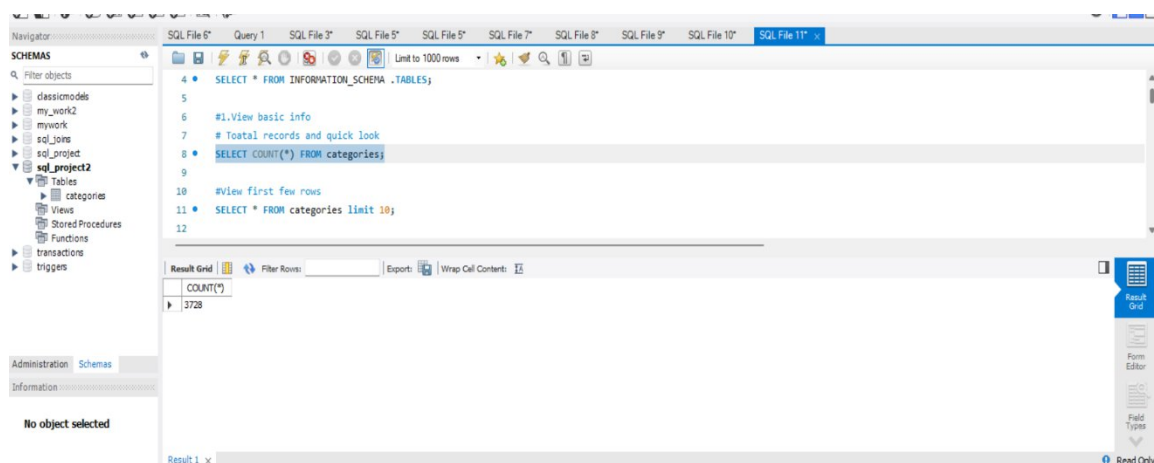 Navigator
SQL File 6* Query 1 SQL File 3* SQL File 5* SQL File 5* SQL File 7* SQL File 8* SQL File 9* SQL File 10* SQL File 11* ×
SCHEMAS
Limit to 1000 rows
Filter objects
classicmodels
my_work2
mywork
sql_joins
sql_project
sql_project2
Tables
categories
Views
Stored Procedures
Functions
transactions
triggers
4 SELECT * FROM INFORMATION_SCHEMA .TABLES;
5
6 #1.View basic info
7 # Toatal records and quick look
8 SELECT COUNT(*) FROM categories;
9
10 #View first few rows
11 SELECT * FROM categories limit 10;
12
Result Grid Filter Rows: Export: Wrap Cell Content:
COUNT(*)
3728
Result Grid
Form Editor
Field Types
Administration Schemas
Information
No object selected
Result 1 ×
Read Only